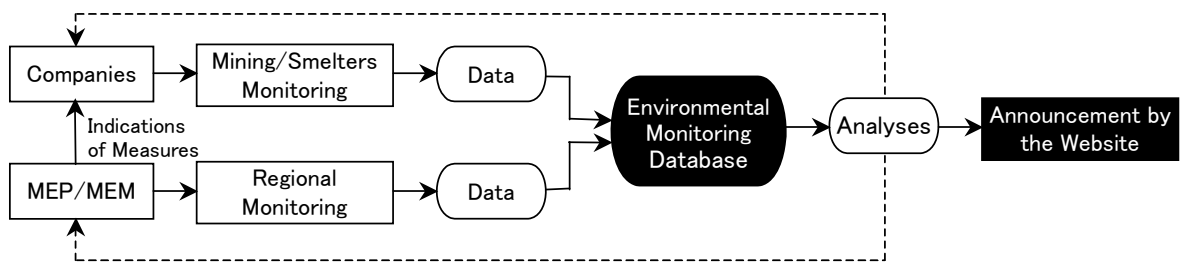 Companies
Mining/Smelters
Monitoring
Data
Environmental
Monitoring
Database
Analyses
Announcement by
the Website
Indications
of Measures
MEP/MEM
Regional
Monitoring
Data